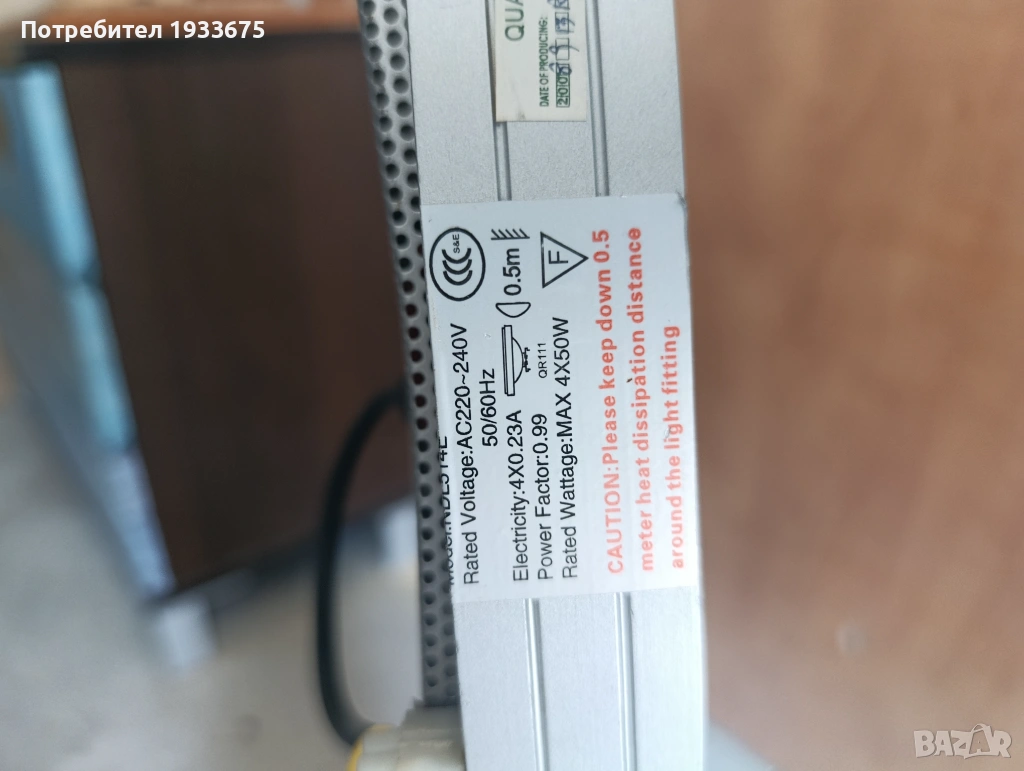 Потребител 1933675
QUA
DATE OF PRODUCING:
S&E
Rated Voltage:AC220~240V
50/60Hz
Electricity:4X0.23A
0.5m
Power Factor:0.99
QR111
F
Rated Wattage:MAX 4X50W
CAUTION:Please keep down 0.5
meter heat dissipàtion distance
around the light fitting
BAZAR